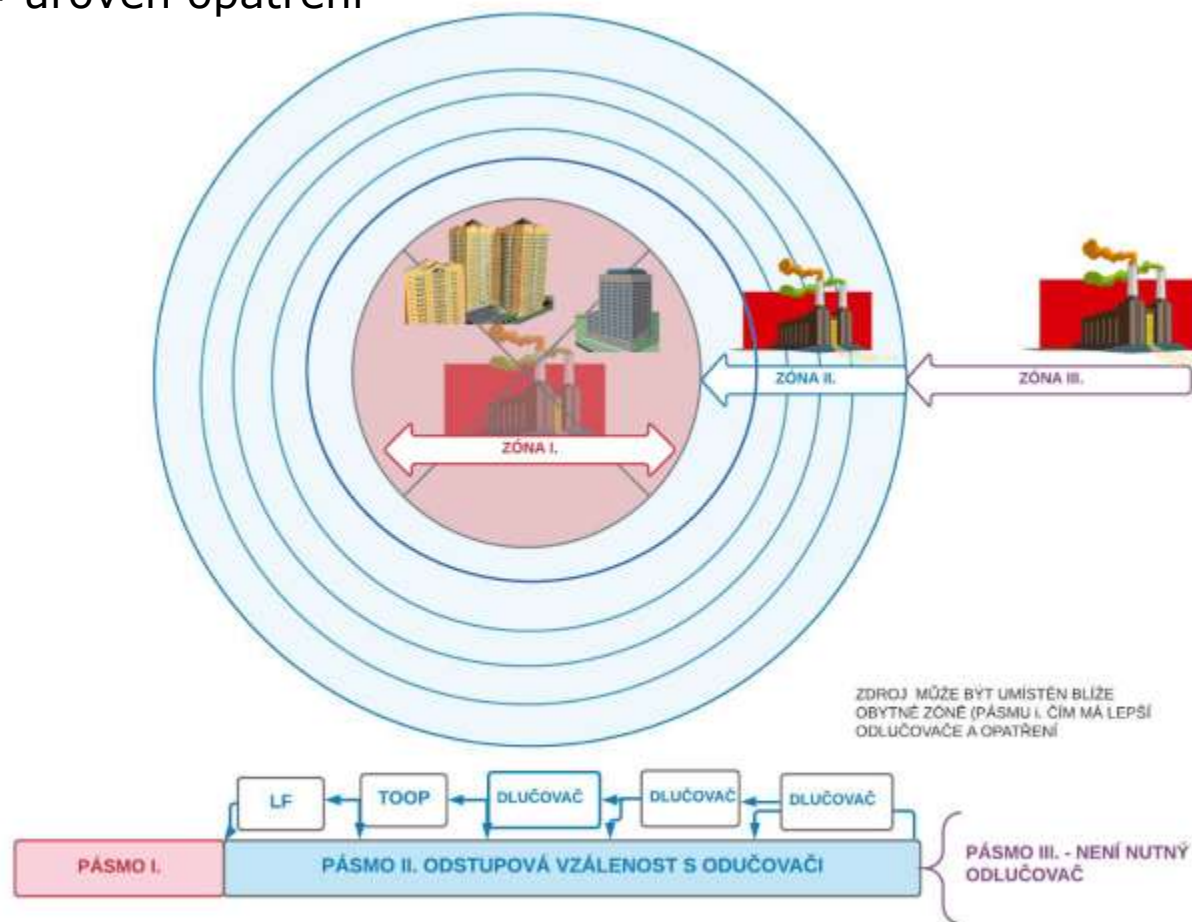 úroveň opatření
ZÓNA II.
ZÓNA III.
ZÓNA I.
ZDROJ MŮŽE BÝT UMÍSTĚN BLÍŽE
OBYTNÉ ZÓNĚ (PÁSMU I. ČÍM MÁ LEPŠÍ
ODLUČOVAČE A OPATŘENÍ
LF
TOOP
DLUČOVAČ
DLUČOVAČ
DLUČOVAČ
PÁSMO I.
PÁSMO II. ODSTUPOVÁ VZÁLENOST S ODUČOVAČI
PÁSMO III. - NENÍ NUTNÝ
ODLUČOVAČ